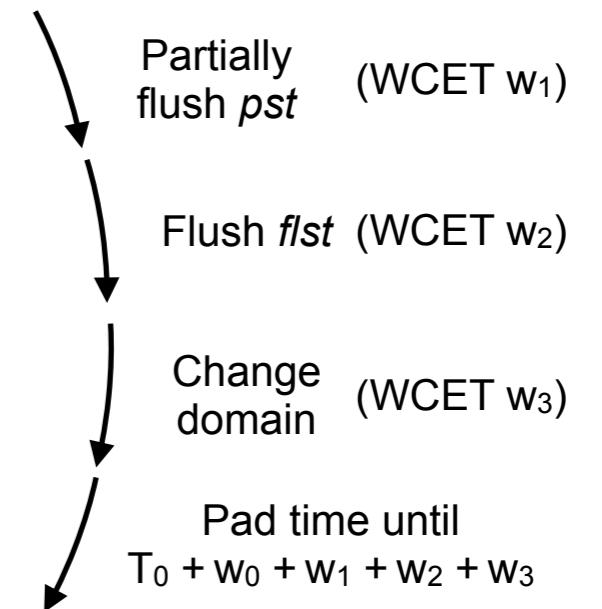 Partially
flush pst (WCET w₁)
Flush flst (WCET w₂)
Change
domain (WCET w₃)
Pad time until
T₀ + w₀ + w₁ + w₂ + w₃